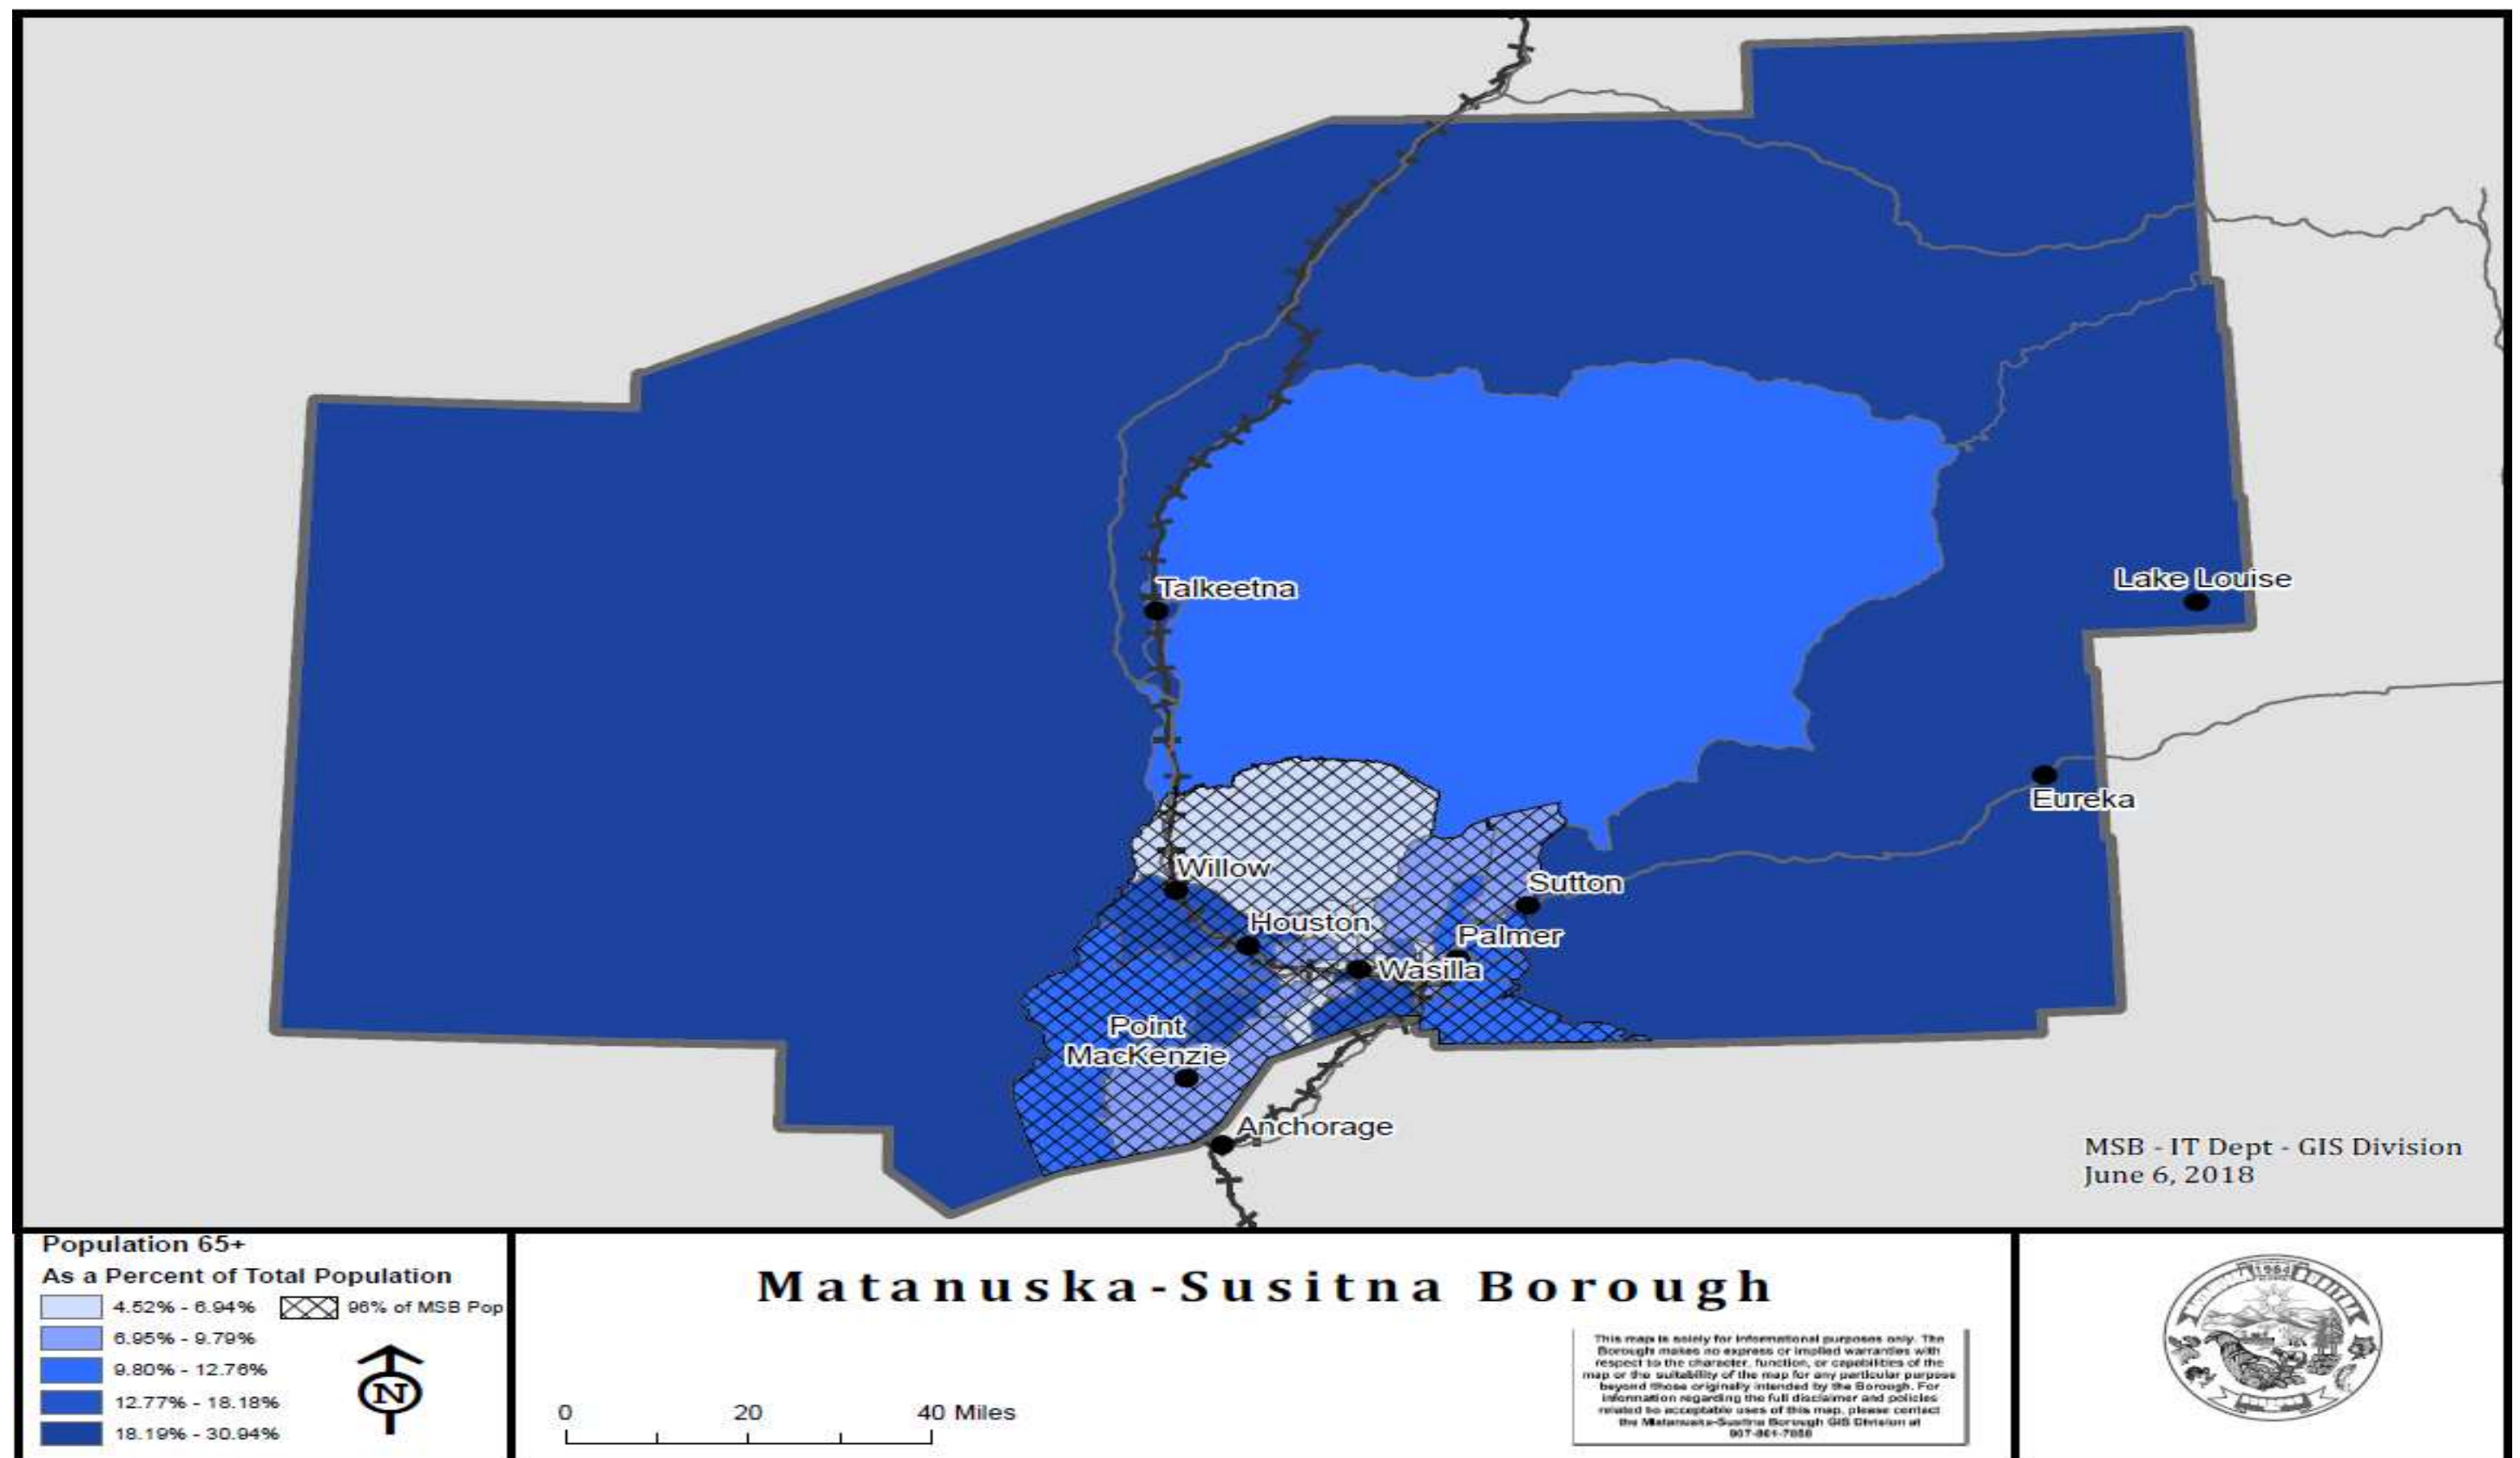 Talkeetna
Lake Louise
Eureka
Willow
Sutton
Houston
Palmer
Wasilla
Point
MacKenzie
Anchorage
MSB - IT Dept - GIS Division
June 6, 2018
Population 65+
As a Percent of Total Population
4.52% - 6.94% 96% of MSB Pop
6.95% - 9.79%
9.80% - 12.76%
12.77% - 18.18%
18.19% - 30.94%
N
Matanuska-Susitna Borough
0 20 40 Miles
This map is solely for informational purposes only. The
Borough makes no express or implied warranties with
respect to the character, function, or capabilities of the
map or the suitability of the map for any particular purpose
beyond those originally intended by the Borough. For
information regarding the full disclaimer and policies
related to acceptable uses of this map, please contact
the Matanuska-Susitna Borough GIS Division at
1964